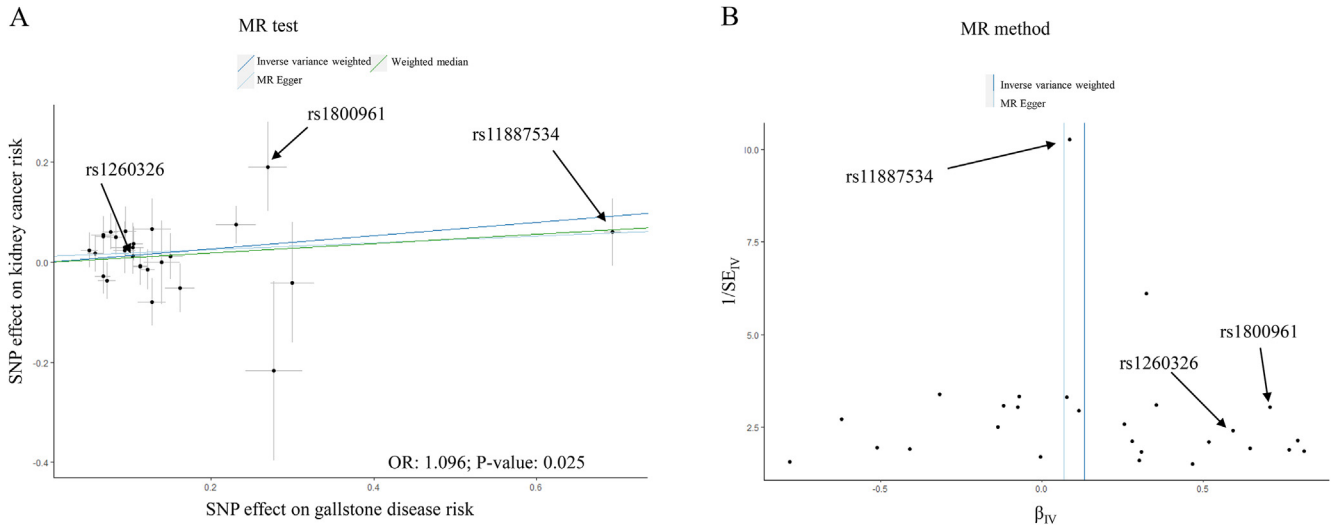 A
MR test
Inverse variance weighted
Weighted median
MR Egger
SNP effect on kidney cancer risk
0.2
0.0
-0.2
-0.4
rs1260326
rs1800961
rs11887534
OR: 1.096; P-value: 0.025
0.2
0.4
0.6
SNP effect on gallstone disease risk
B
MR method
Inverse variance weighted
MR Egger
1/SE_IV
10.0
7.5
5.0
2.5
rs11887534
rs1800961
rs1260326
-0.5
0.0
0.5
β_IV